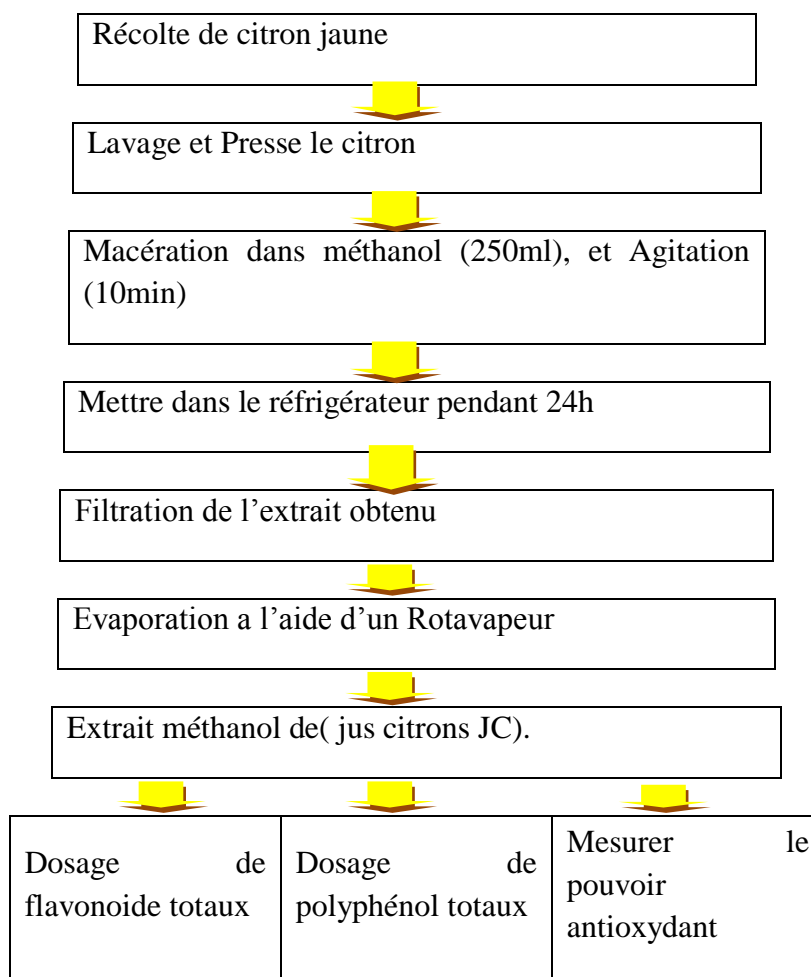 Récolte de citron jaune
Lavage et Presse le citron
Macération dans méthanol (250ml), et Agitation
(10min)
Mettre dans le réfrigérateur pendant 24h
Filtration de l’extrait obtenu
Evaporation a l’aide d’un Rotavapeur
Extrait méthanol de( jus citrons JC).
Dosage de
flavonoide totaux
Dosage de
polyphénol totaux
Mesurer le
pouvoir
antioxydant